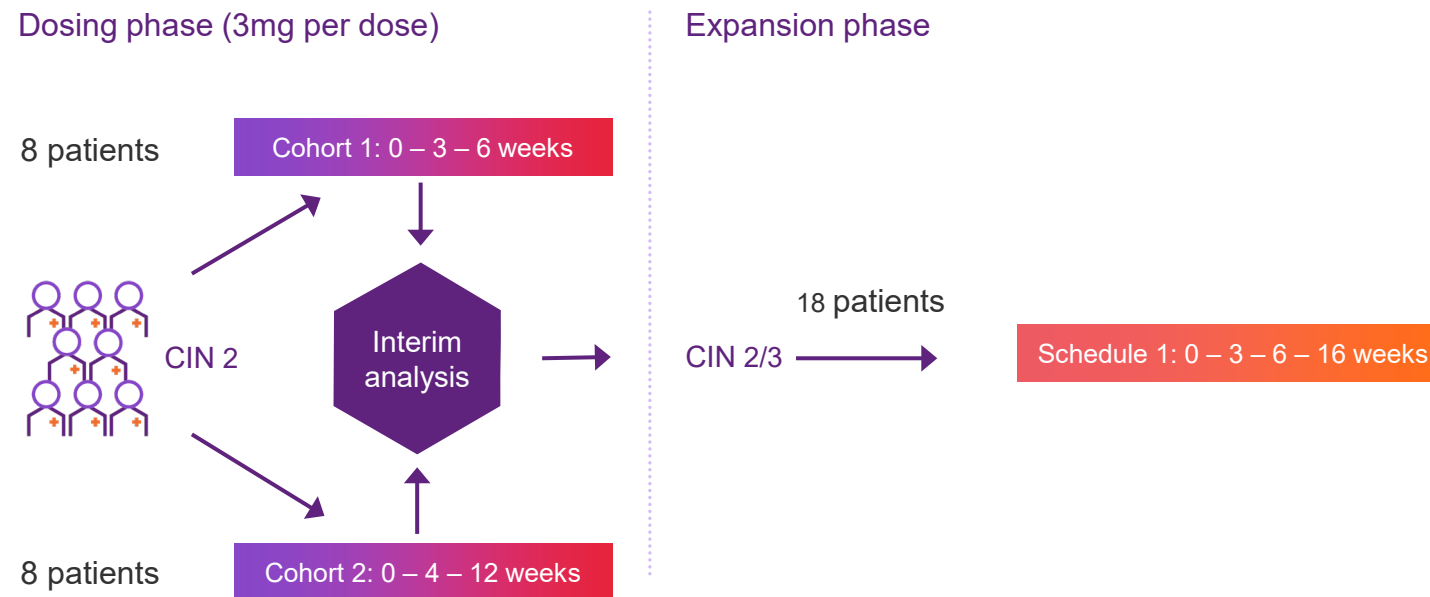 Dosing phase (3mg per dose)
Expansion phase
8 patients
Cohort 1: 0 – 3 – 6 weeks
CIN 2
Interim
analysis
18 patients
CIN 2/3
Schedule 1: 0 – 3 – 6 – 16 weeks
8 patients
Cohort 2: 0 – 4 – 12 weeks